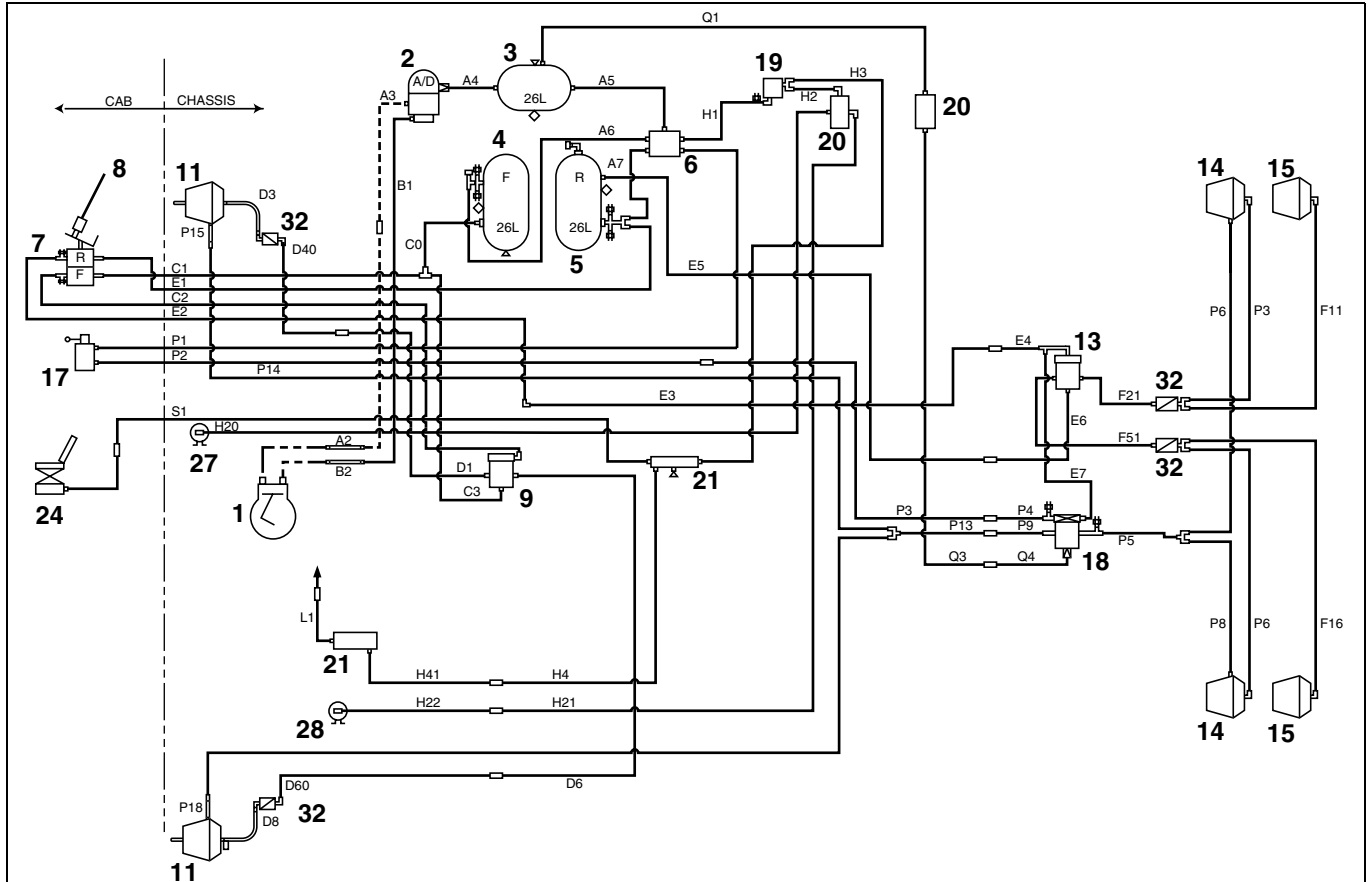 Q1
19
H3
3
2
A/D
A4
A5
26L
A3
H2
H1
20
20
CAB
CHASSIS
A6
4
6
14
15
8
11
D3
F
R
A7
B1
32
P15
D40
C0
26L
26L
7
R
C1
5
E5
F
E1
C2
E2
P6
P3
F11
P1
E4
13
17
P2
P14
32
E3
F21
S1
E6
H20
A2
F51
27
B2
D1
21
32
24
1
C3
9
E7
P3
P4
P13
P9
P5
Q3
Q4
18
L1
P8
P6
F16
21
H41
H4
28
H22
H21
14
15
D60
D6
P18
32
D8
11